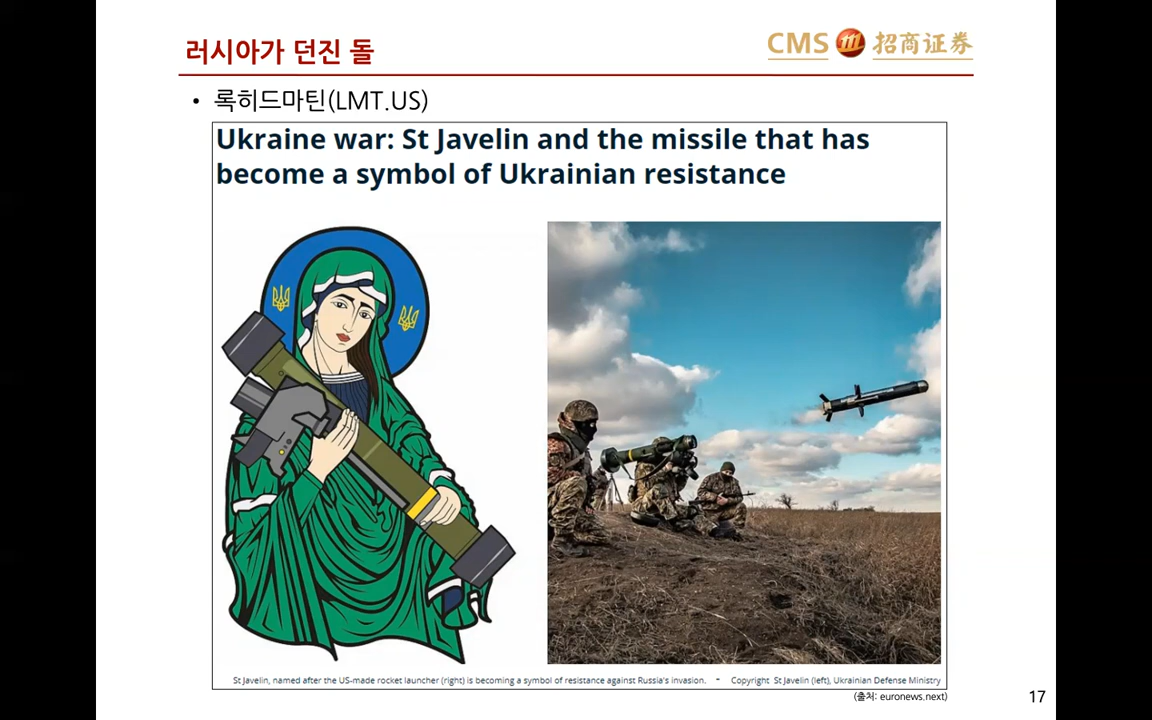 러시아가 던진 돌
CMS 招商证券
• 록히드마틴(LMT.US)
Ukraine war: St Javelin and the missile that has
become a symbol of Ukrainian resistance
St Javelin, named after the US-made rocket launcher (right) is becoming a symbol of resistance against Russia's invasion. - Copyright St Javelin (left), Ukrainian Defense Ministry
(출처: euronews.next)
17